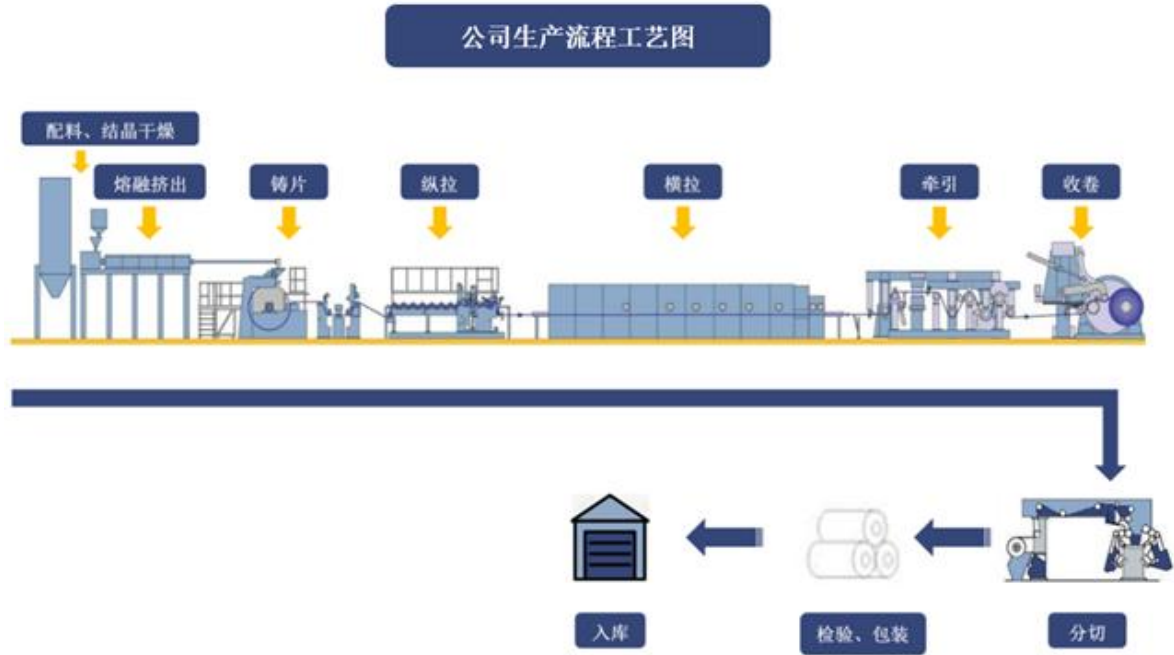 公司生产流程工艺图
配料、结晶干燥
熔融挤出
铸片
纵拉
横拉
牵引
收卷
入库
检验、包装
分切